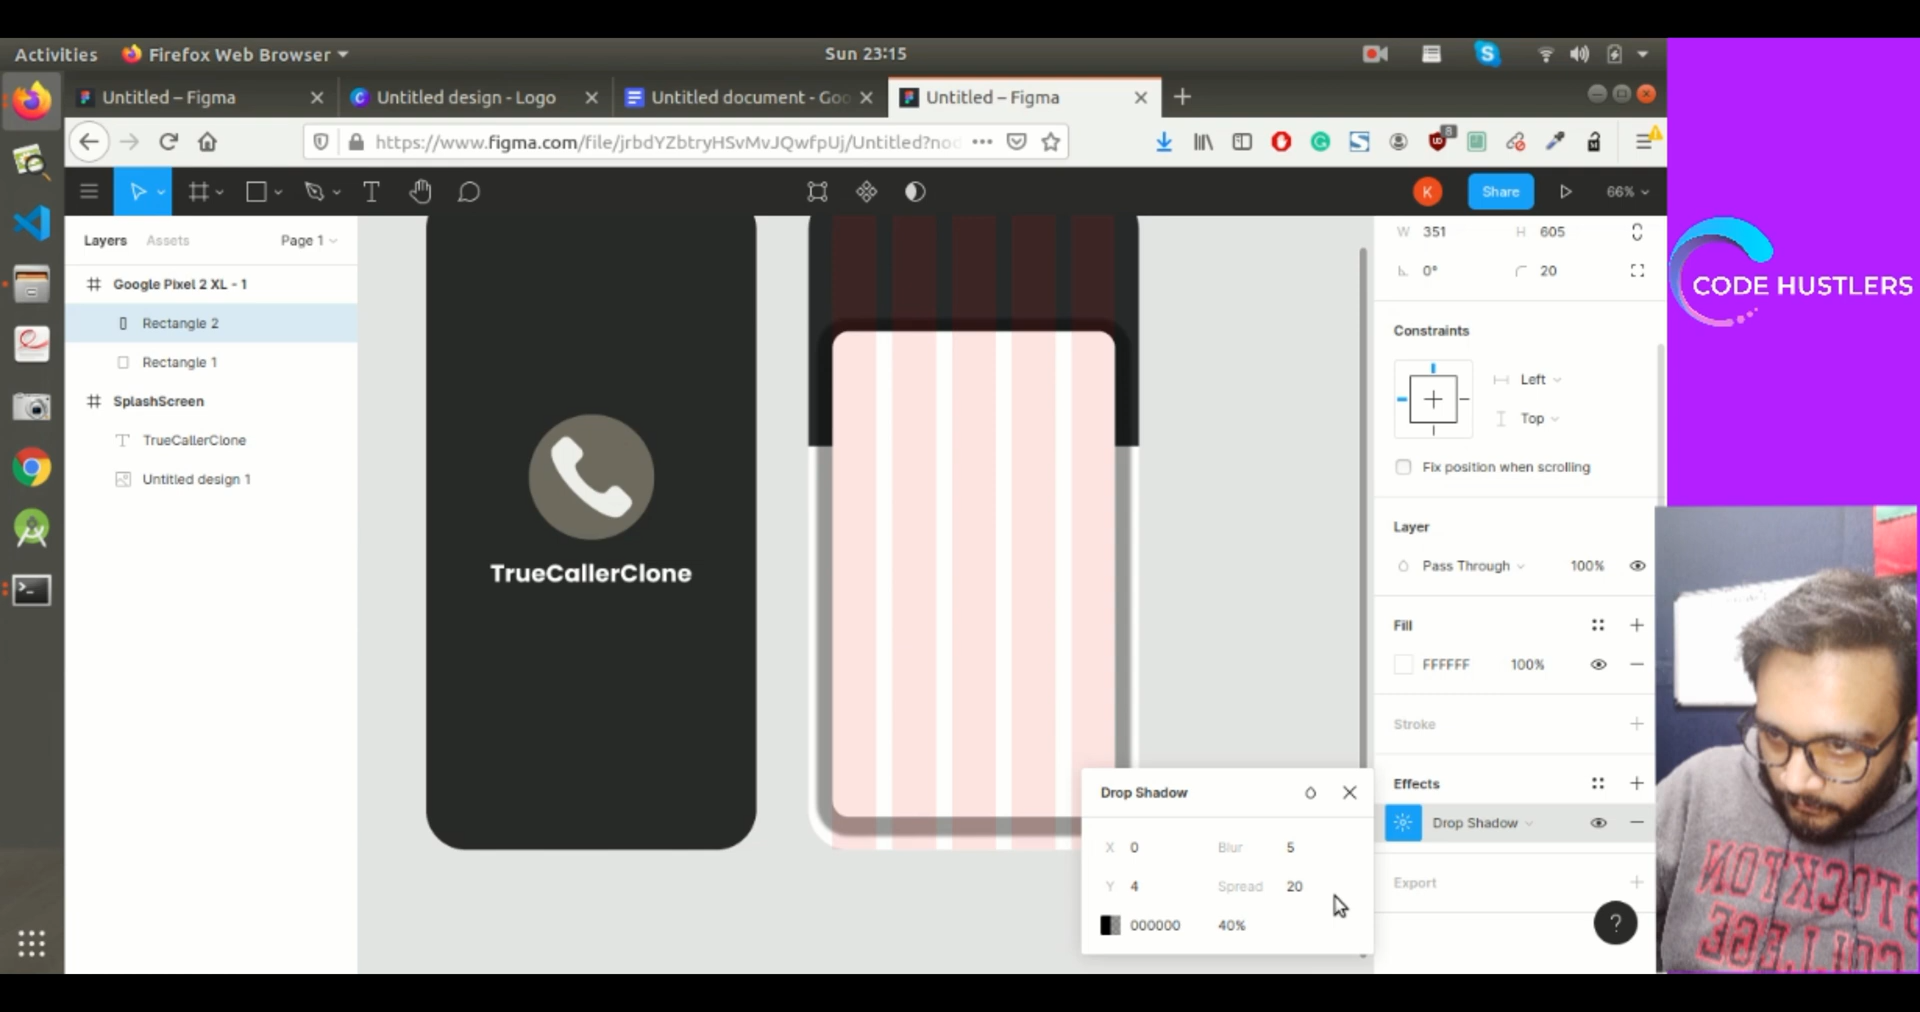 Activities
Firefox Web Browser
Sun 23:15
Untitled – Figma
Untitled design - Logo
Untitled document - Goo
Untitled – Figma
https://www.figma.com/file/jrbdYZbtryHSvMvJQwfpUj/Untitled?nod
8
K
Share
66%
Layers
Assets
Page 1
Google Pixel 2 XL - 1
Rectangle 2
Rectangle 1
SplashScreen
TrueCallerClone
Untitled design 1
TrueCallerClone
W 351
H 605
0°
20
Constraints
Left
Top
Fix position when scrolling
Layer
Pass Through
100%
Fill
FFFFFF
100%
Stroke
Effects
Drop Shadow
Export
?
Drop Shadow
X 0
Blur 5
Y 4
Spread 20
000000
40%
CODE HUSTLERS
STOCKTON
COLLEGE